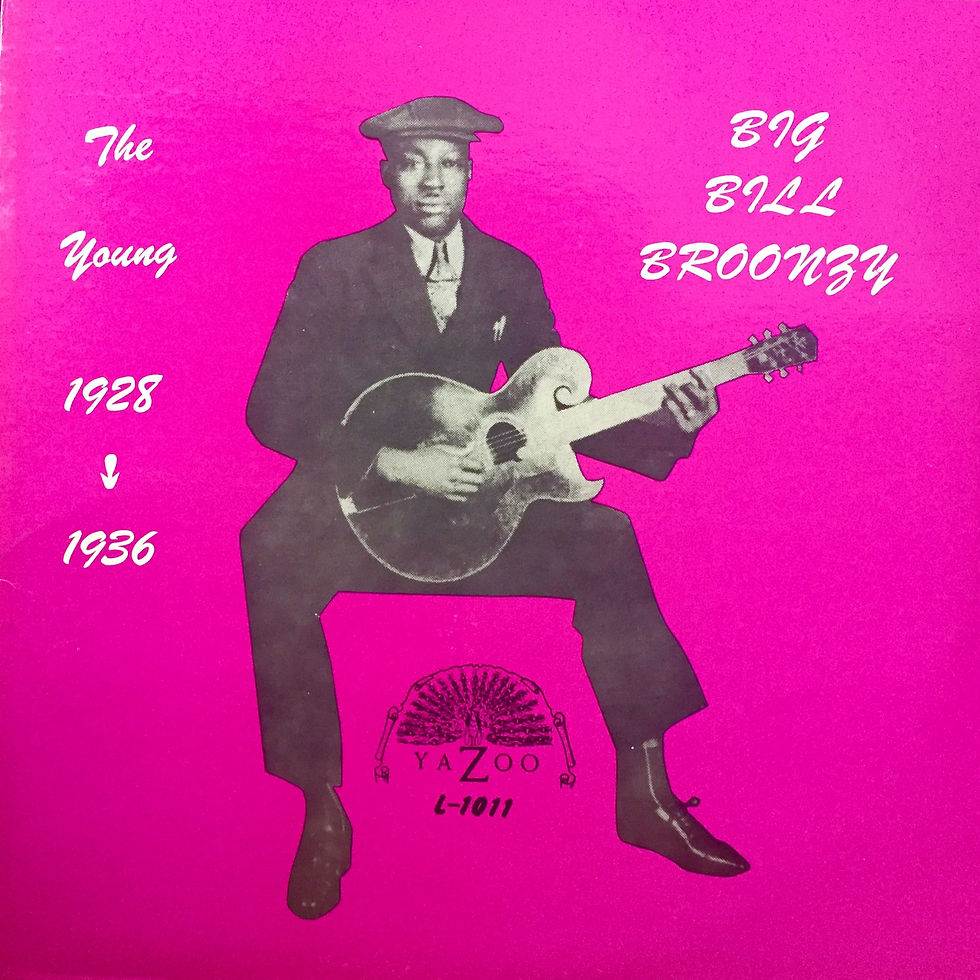 The
Young
1928
1936
BIG
BILL
BROONZY
YAZOO
L-1011